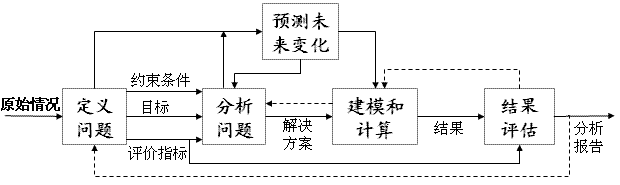 预测未
来变化
约束条件
原始情况
定义
问题
目标
评价指标
分析
问题
解决
方案
建模和
计算
结果
结果
评估
分析
报告